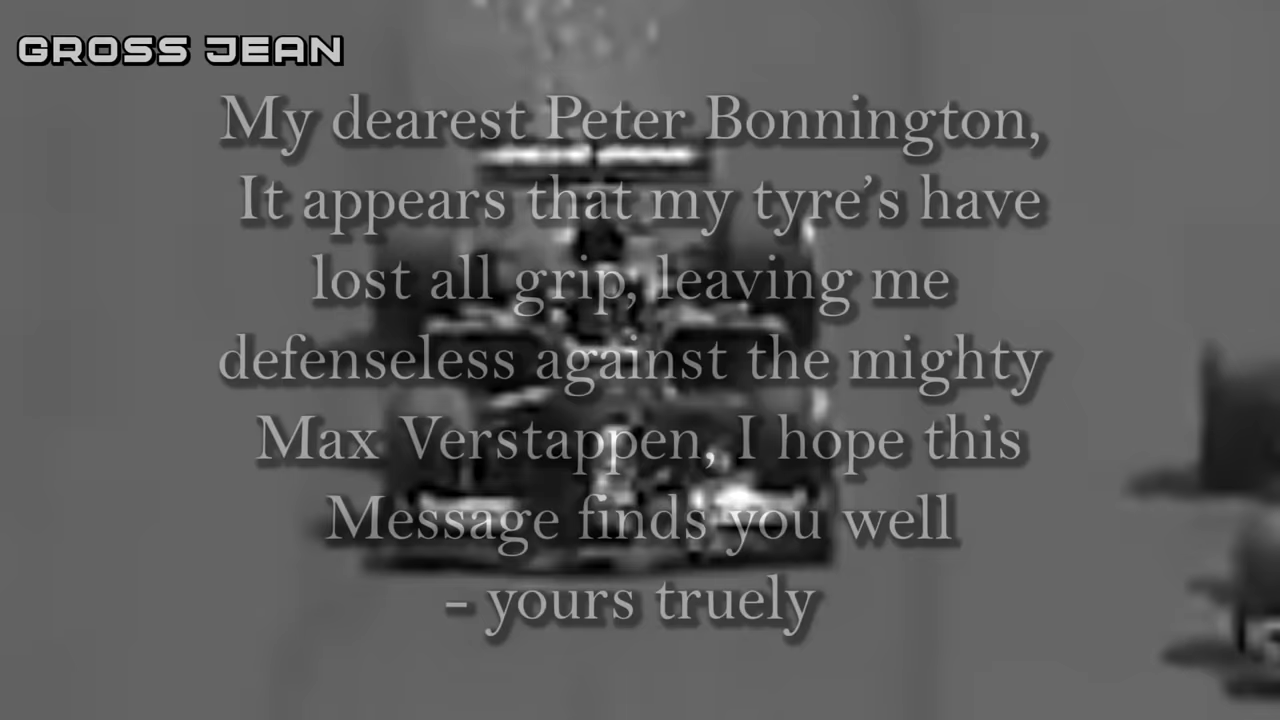 GROSS JEAN
My dearest Peter Bonnington,
It appears that my tyre’s have
lost all grip, leaving me
defenseless against the mighty
Max Verstappen, I hope this
Message finds you well
- yours truely